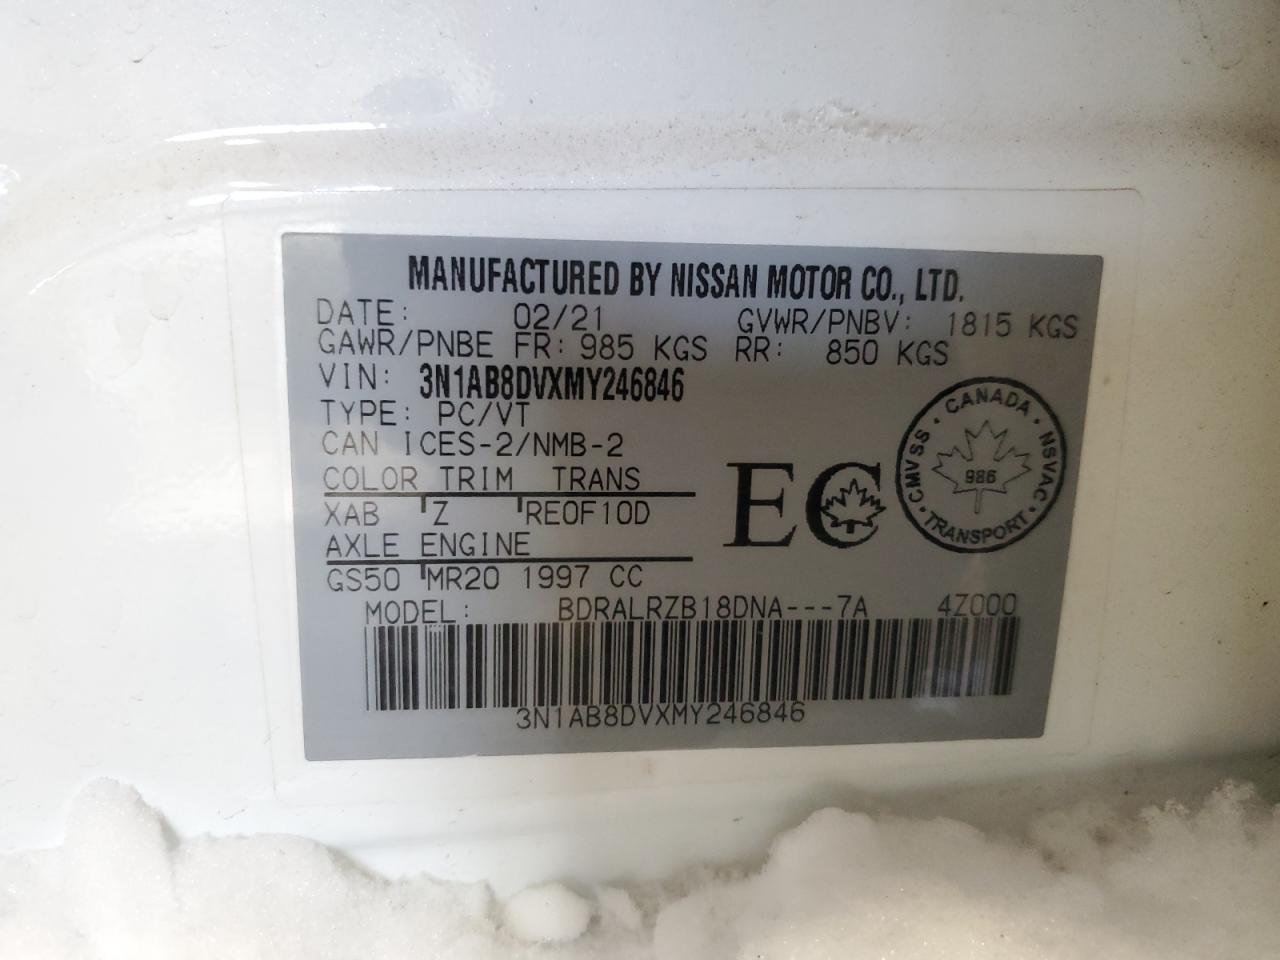 MANUFACTURED BY NISSAN MOTOR CO., LTD.
DATE: 02/21 GVWR/PNBV: 1815 KGS
GAWR/PNBE FR: 985 KGS RR: 850 KGS
VIN: 3N1AB8DVXMY246846
TYPE: PC/VT
CAN ICES-2/NMB-2
COLOR TRIM TRANS
XAB Z RE0F10D
AXLE ENGINE
GS50 MR20 1997 CC
EC
CANADA
CMVSS · NSVAC
986
TRANSPORT
MODEL: BDRALRZB18DNA---7A 4Z000
3N1AB8DVXMY246846